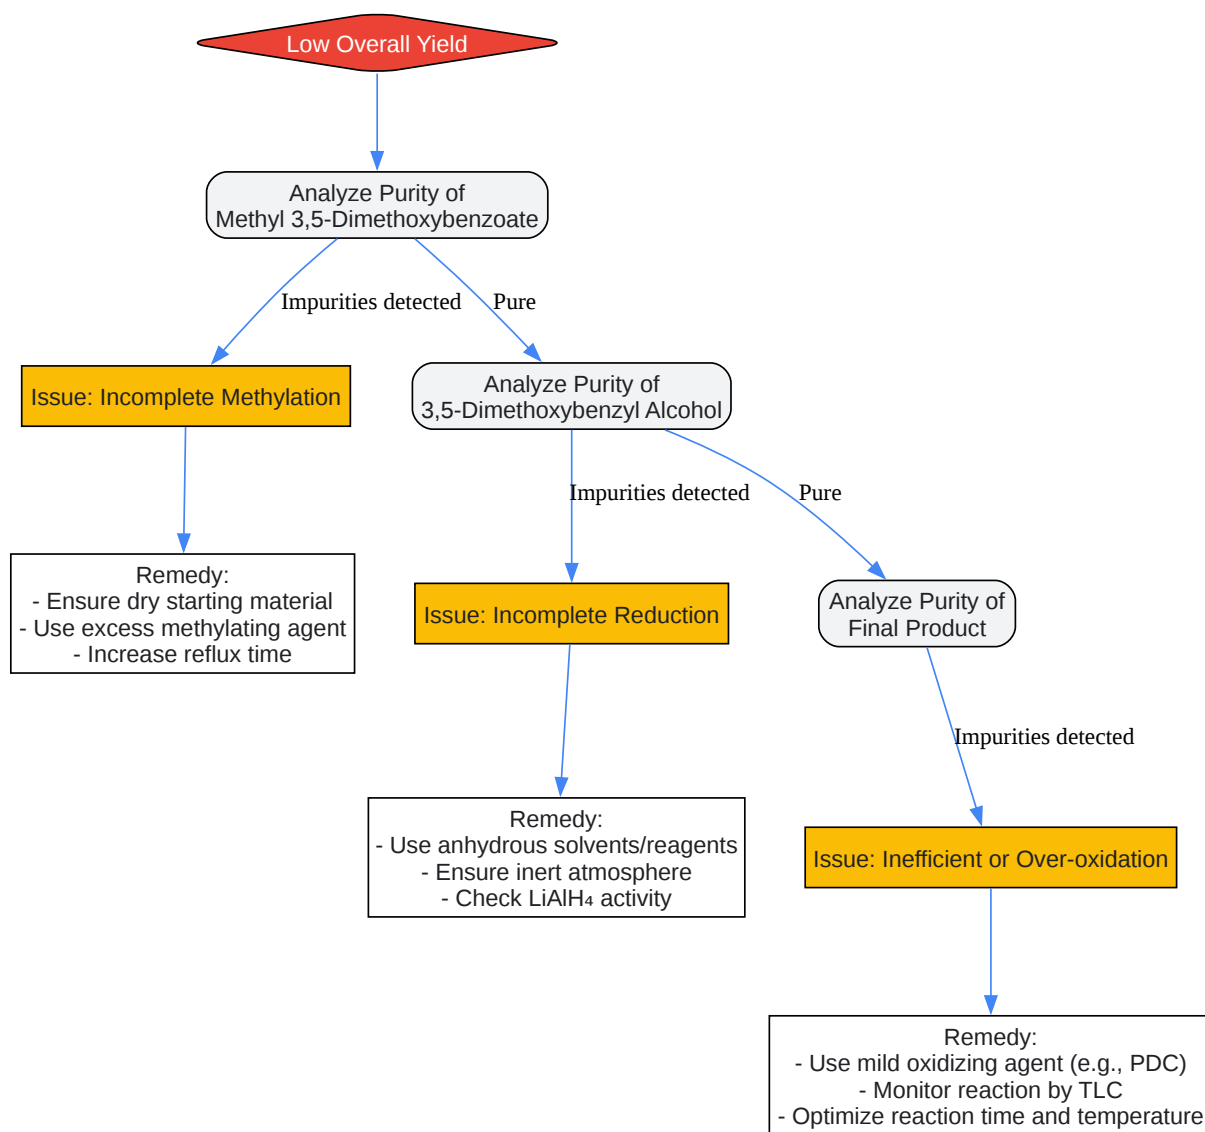 Low Overall Yield
Analyze Purity of
Methyl 3,5-Dimethoxybenzoate
Impurities detected
Pure
Issue: Incomplete Methylation
Analyze Purity of
3,5-Dimethoxybenzyl Alcohol
Remedy:
- Ensure dry starting material
- Use excess methylating agent
- Increase reflux time
Impurities detected
Pure
Issue: Incomplete Reduction
Analyze Purity of
Final Product
Remedy:
- Use anhydrous solvents/reagents
- Ensure inert atmosphere
- Check LiAlH₄ activity
Impurities detected
Issue: Inefficient or Over-oxidation
Remedy:
- Use mild oxidizing agent (e.g., PDC)
- Monitor reaction by TLC
- Optimize reaction time and temperature